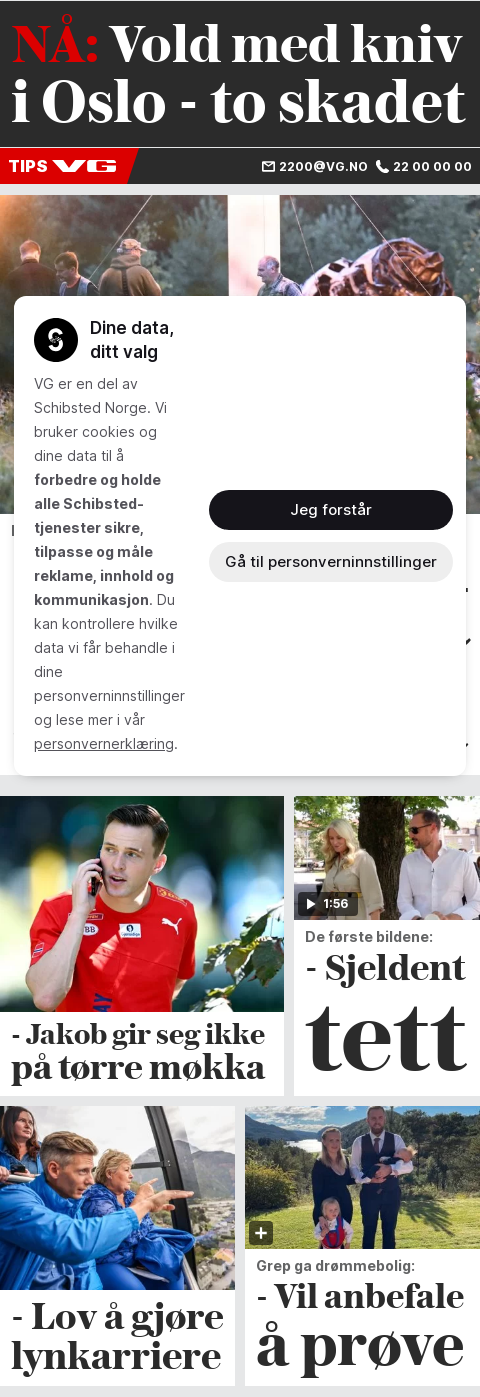 NÅ: Vold med kniv
i Oslo - to skadet
TIPS VG
2200@VG.NO 22 00 00 00
Dine data,
ditt valg
VG er en del av
Schibsted Norge. Vi
bruker cookies og
dine data til å
forbedre og holde
alle Schibsted-
tjenester sikre,
tilpasse og måle
reklame, innhold og
kommunikasjon. Du
kan kontrollere hvilke
data vi får behandle i
dine
personverninnstillinger
og lese mer i vår
personvernerklæring.
Jeg forstår
Gå til personverninnstillinger
- Jakob gir seg ikke
på tørre møkka
1:56
De første bildene:
- Sjeldent
tett
- Lov å gjøre
lynkarriere
Grep ga drømmebolig:
- Vil anbefale
å prøve